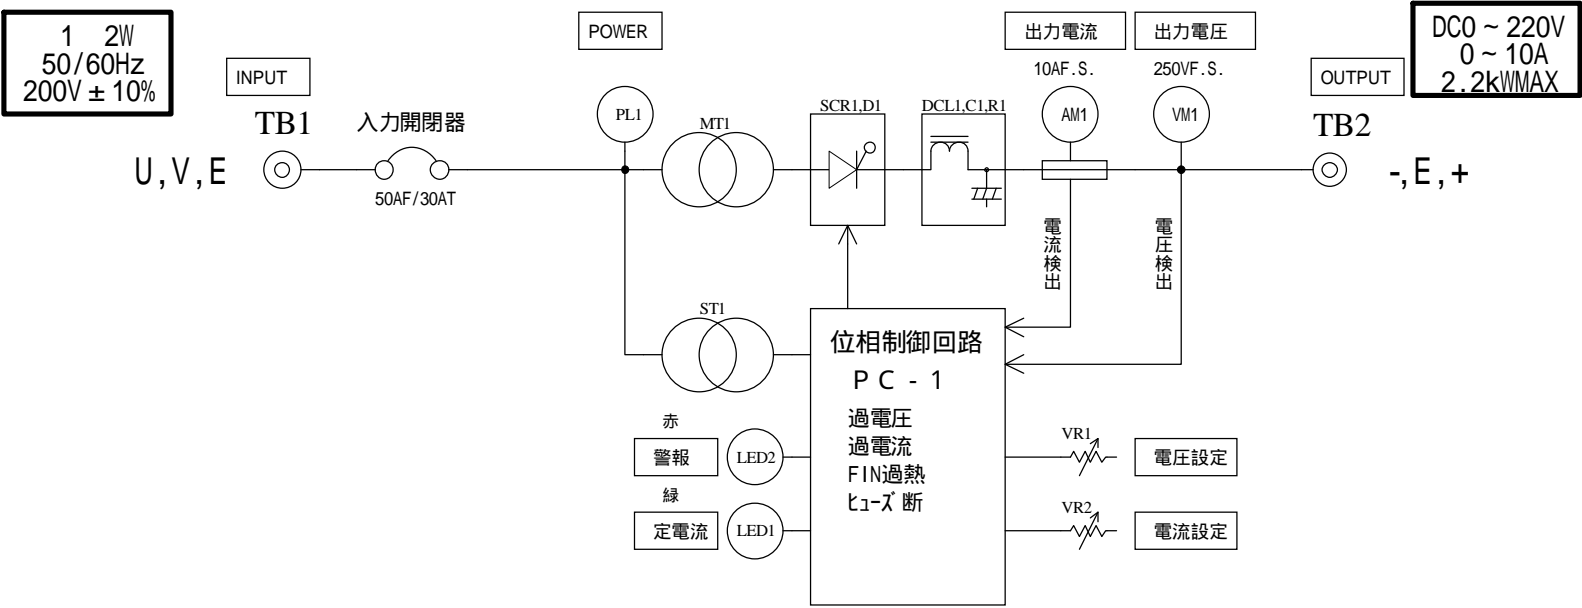 1 2W
50/60Hz
200V±10%
INPUT
TB1
U,V,E
入力開閉器
50AF/30AT
POWER
PL1
MT1
SCR1,D1
DCL1,C1,R1
出力電流
10AF.S.
AM1
出力電圧
250VF.S.
VM1
OUTPUT
TB2
-,E,+
DC0~220V
0~10A
2.2kWMAX
電流検出
電圧検出
ST1
位相制御回路
PC-1
過電圧
過電流
FIN過熱
ヒューズ断
赤
警報
LED2
緑
定電流
LED1
VR1
電圧設定
VR2
電流設定